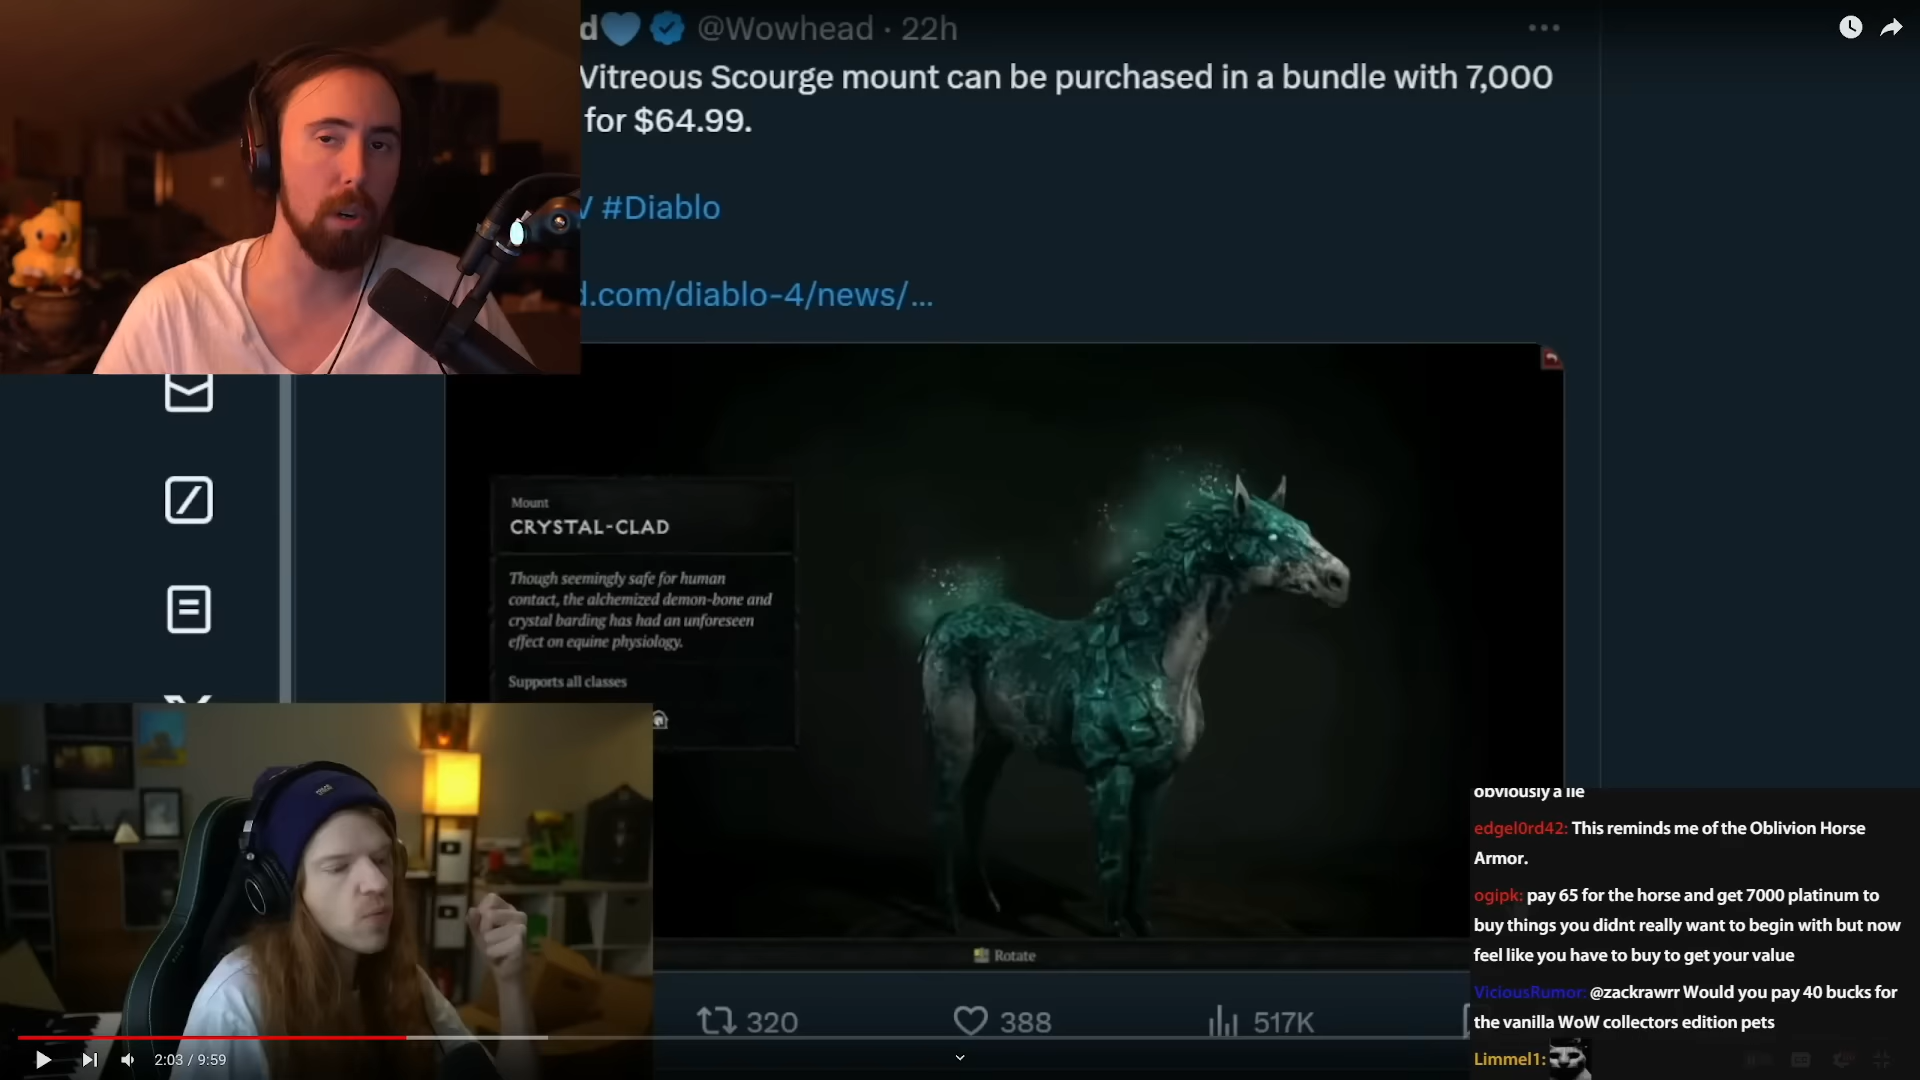 d @Wowhead · 22h
Vitreous Scourge mount can be purchased in a bundle with 7,000
for $64.99.
V #Diablo
d.com/diablo-4/news/...
Mount
CRYSTAL-CLAD
Though seemingly safe for human
contact, the alchemized demon-bone and
crystal barding has had an unforeseen
effect on equine physiology.
Supports all classes
Rotate
320
388
517K
obviously a lie
edgel0rd42: This reminds me of the Oblivion Horse
Armor.
ogipk: pay 65 for the horse and get 7000 platinum to
buy things you didnt really want to begin with but now
feel like you have to buy to get your value
ViciousRumor: @zackrawrr Would you pay 40 bucks for
the vanilla WoW collectors edition pets
Limmel1:
2:03 / 9:59